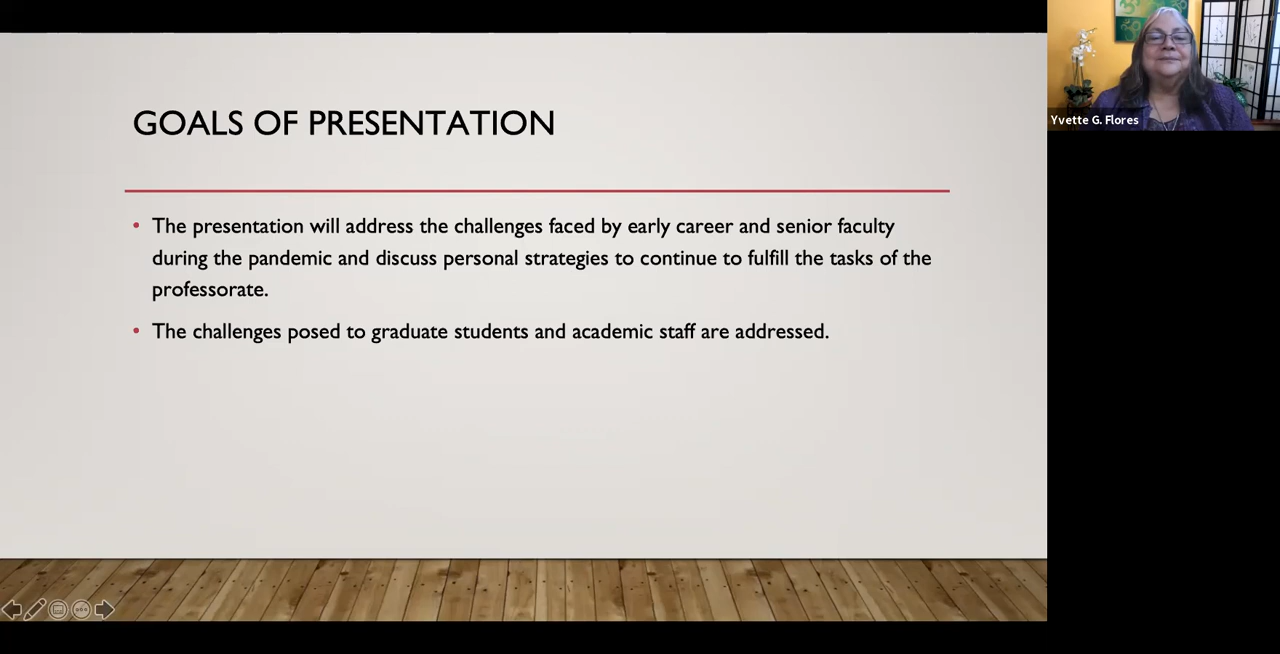 GOALS OF PRESENTATION
• The presentation will address the challenges faced by early career and senior faculty
during the pandemic and discuss personal strategies to continue to fulfill the tasks of the
professorate.
• The challenges posed to graduate students and academic staff are addressed.
Yvette G. Flores